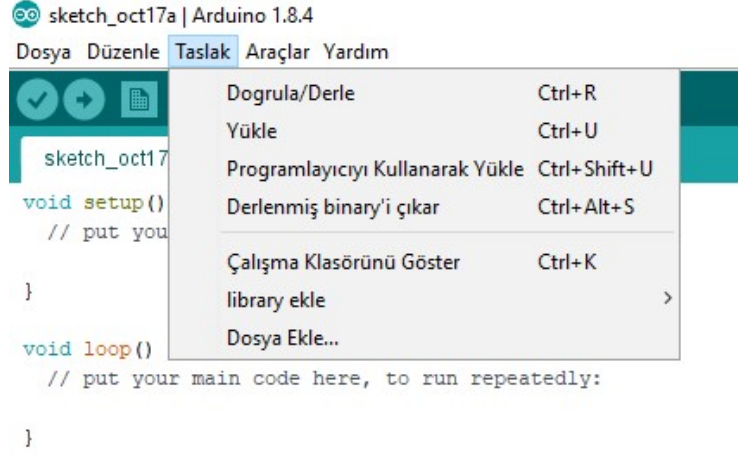 sketch_oct17a | Arduino 1.8.4
Dosya Düzenle Taslak Araçlar Yardım
Dogrula/Derle Ctrl+R
Yükle Ctrl+U
Programlayıcıyı Kullanarak Yükle Ctrl+Shift+U
Derlenmiş binary'i çıkar Ctrl+Alt+S
Çalışma Klasörünü Göster Ctrl+K
library ekle >
Dosya Ekle...
sketch_oct17
void setup()
// put you
}
void loop()
// put your main code here, to run repeatedly:
}